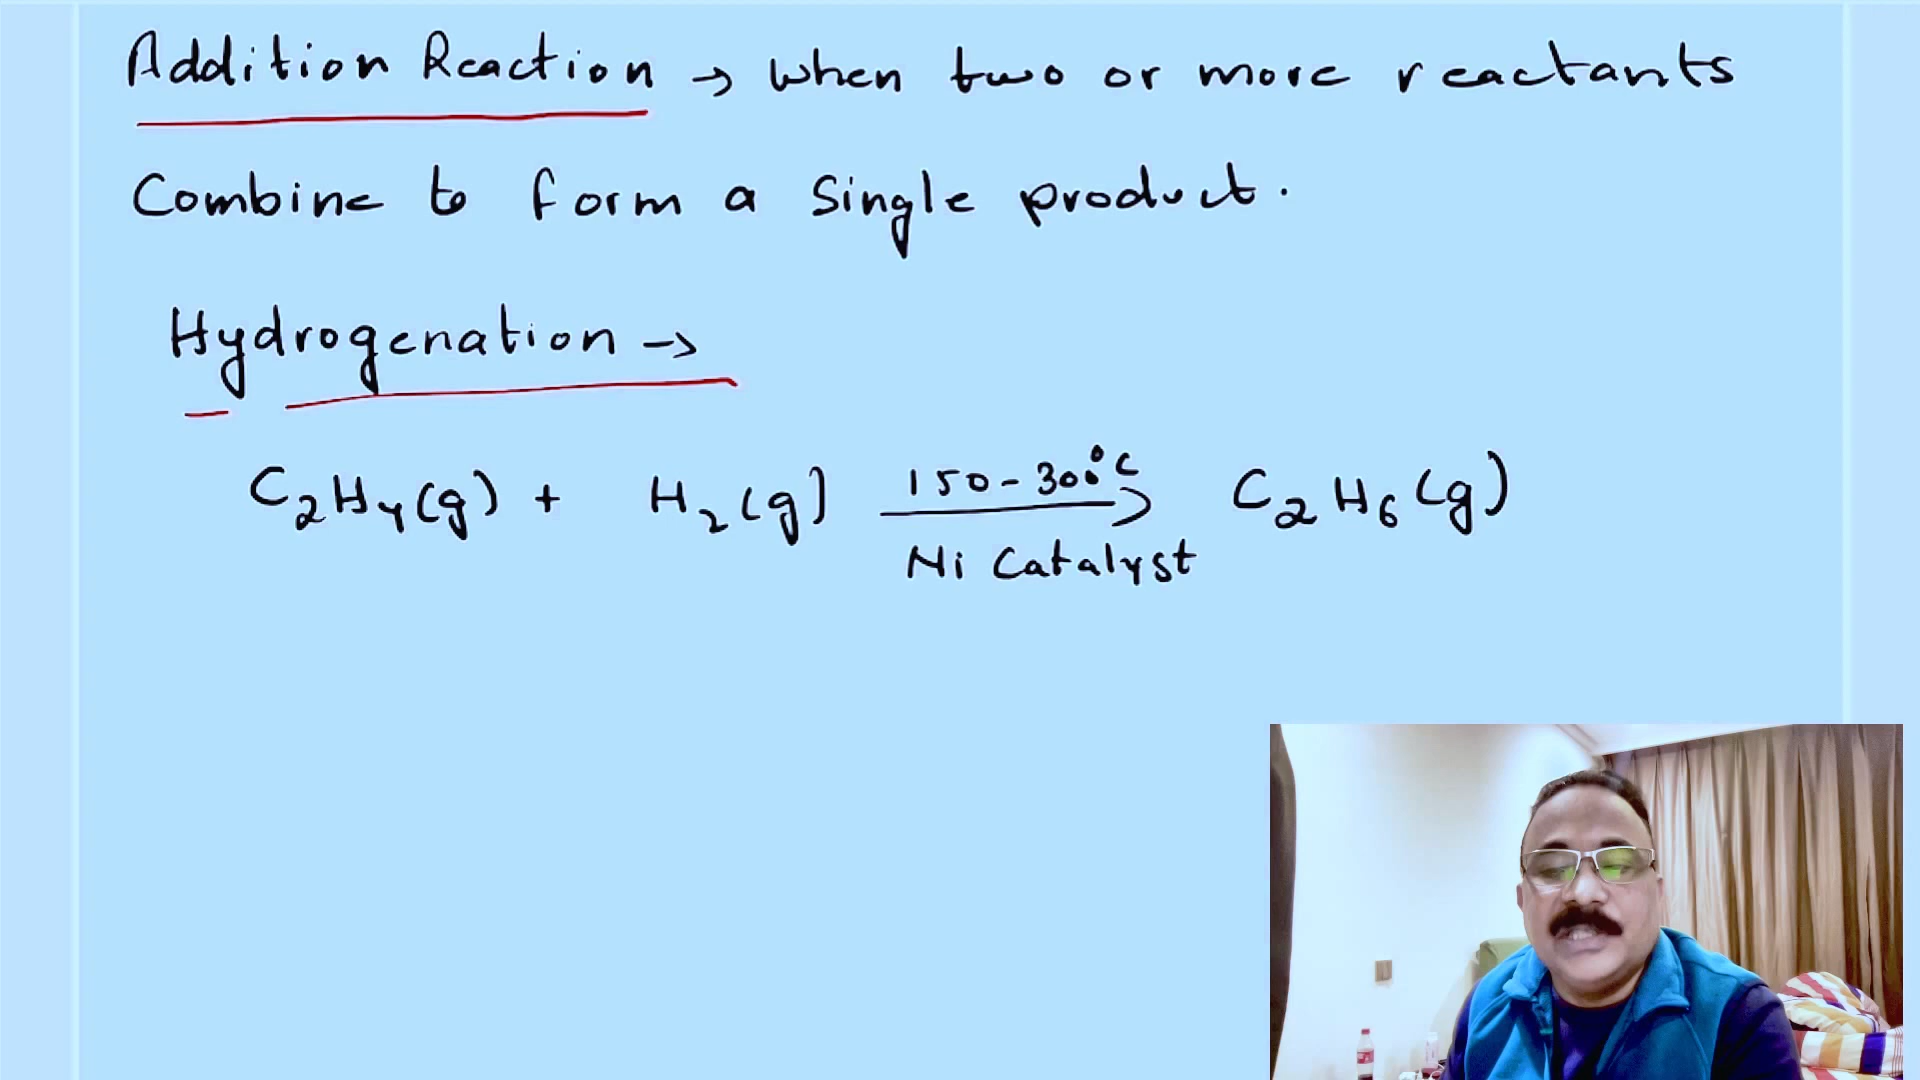 Addition Reaction → when two or more reactants
Combine to form a single product.
Hydrogenation →
C₂H₄(g) + H₂(g) 150-300°C → C₂H₆(g)
Ni Catalyst